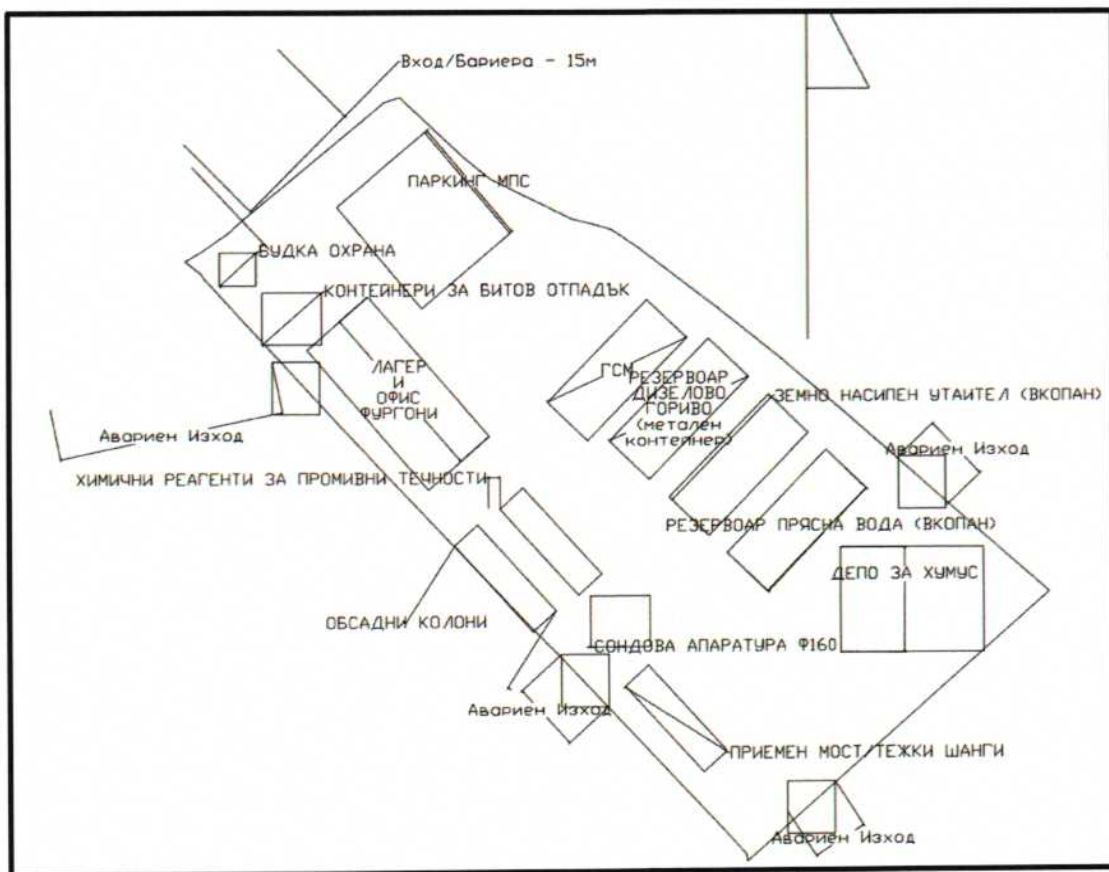 Вход/Бариера - 15м
ПАРКИНГ МПС
БУДКА ОХРАНА
КОНТЕЙНЕРИ ЗА БИТОВ ОТПАДЪК
ЛАГЕР
И
ОФИС
ФУРГОНИ
ГСМ
РЕЗЕРВОАР
ДИЗЕЛОВО
ГОРИВО
(метален
контейнер)
ЗЕМНО НАСИПЕН УТАИТЕЛ (ВКОПАН)
Авариен Изход
Авариен Изход
ХИМИЧНИ РЕАГЕНТИ ЗА ПРОМИВНИ ТЕЧНОСТИ
РЕЗЕРВОАР ПРЯСНА ВОДА (ВКОПАН)
ДЕПО ЗА ХУМУС
ОБСАДНИ КОЛОНИ
СОНДОВА АПАРАТУРА Ф160
Авариен Изход
ПРИЕМЕН МОСТ/ТЕЖКИ ЩАНГИ
Авариен Изход